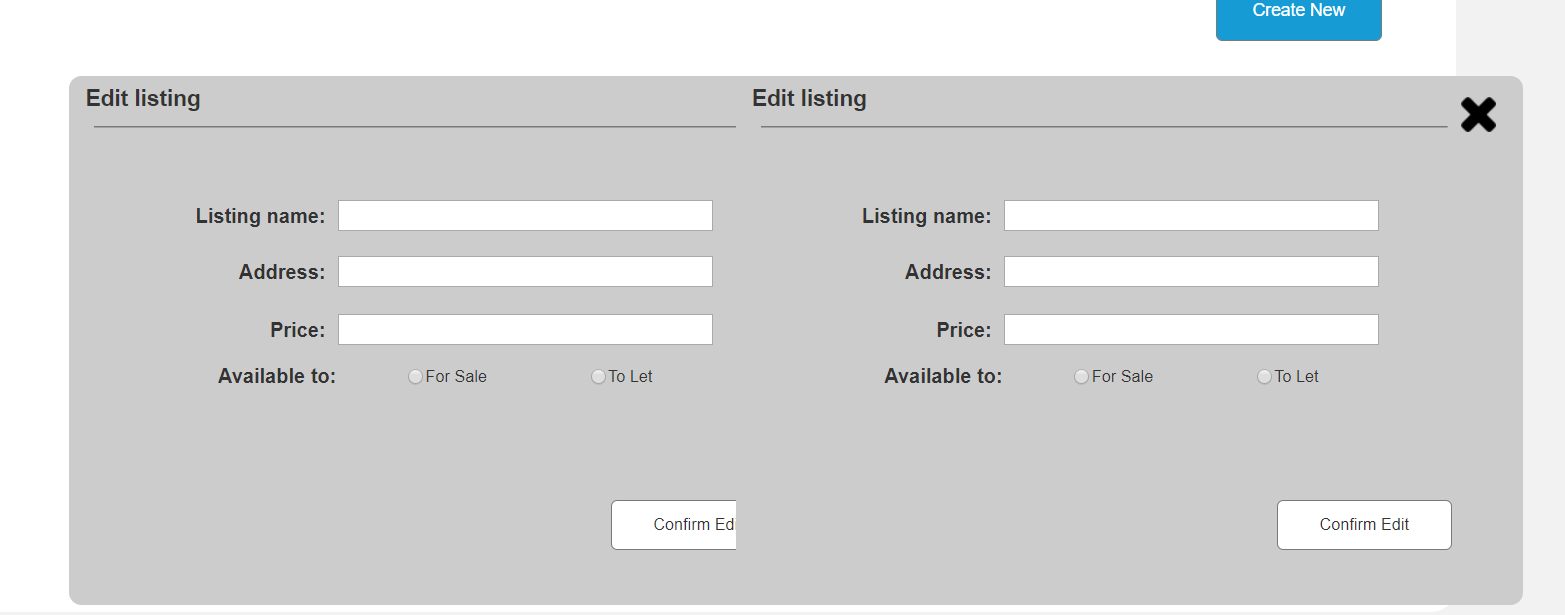 Create New
Edit listing
Listing name:
Address:
Price:
Available to: For Sale To Let
Confirm Edi
Edit listing
Listing name:
Address:
Price:
Available to: For Sale To Let
Confirm Edit